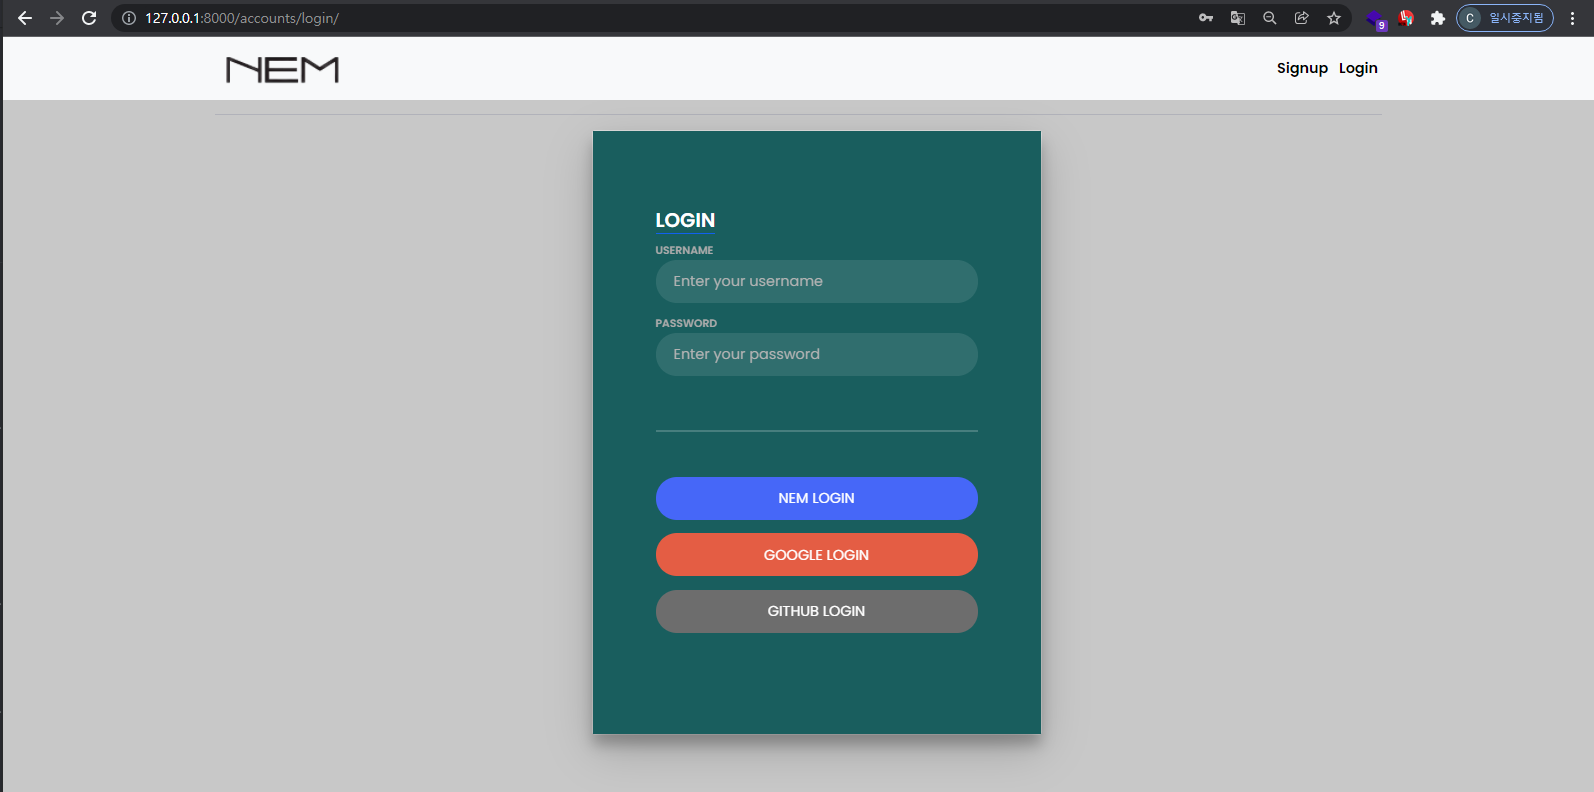 127.0.0.1:8000/accounts/login/
9
C 일시중지됨
NEM
Signup Login
LOGIN
USERNAME
Enter your username
PASSWORD
Enter your password
NEM LOGIN
GOOGLE LOGIN
GITHUB LOGIN